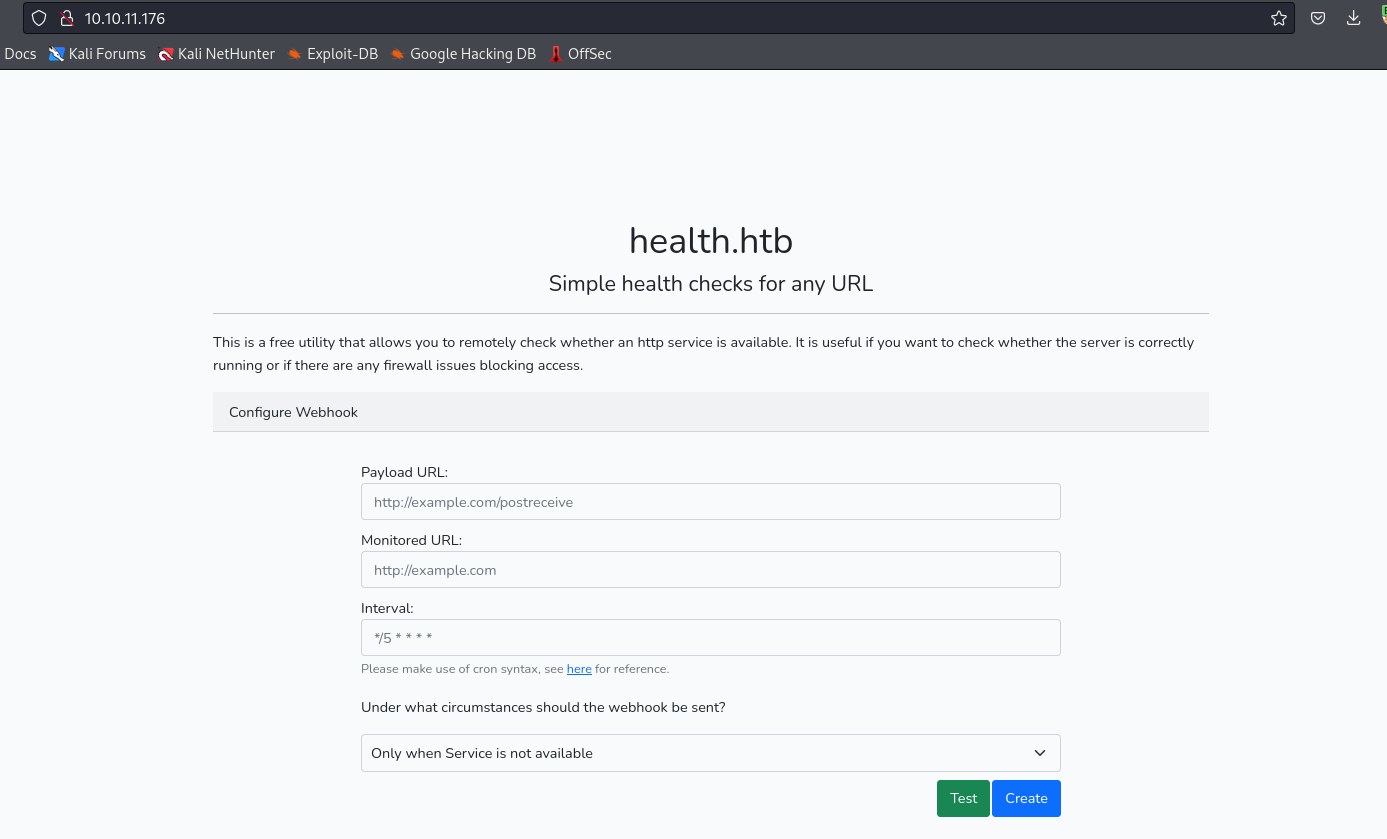 10.10.11.176
Docs Kali Forums Kali NetHunter Exploit-DB Google Hacking DB OffSec
health.htb
Simple health checks for any URL
This is a free utility that allows you to remotely check whether an http service is available. It is useful if you want to check whether the server is correctly
running or if there are any firewall issues blocking access.
Configure Webhook
Payload URL:
http://example.com/postreceive
Monitored URL:
http://example.com
Interval:
*/5 * * * *
Please make use of cron syntax, see here for reference.
Under what circumstances should the webhook be sent?
Only when Service is not available
Test Create